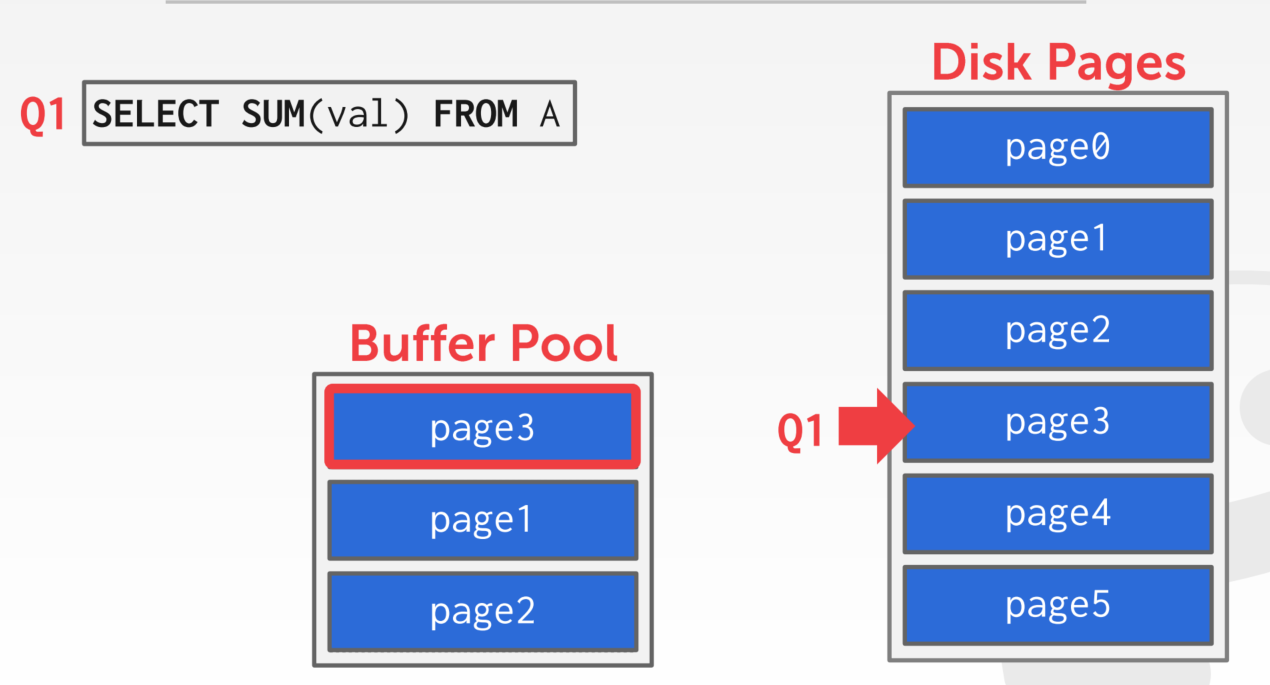 Q1 SELECT SUM(val) FROM A
Buffer Pool
page3
page1
page2
Disk Pages
page0
page1
page2
Q1 page3
page4
page5